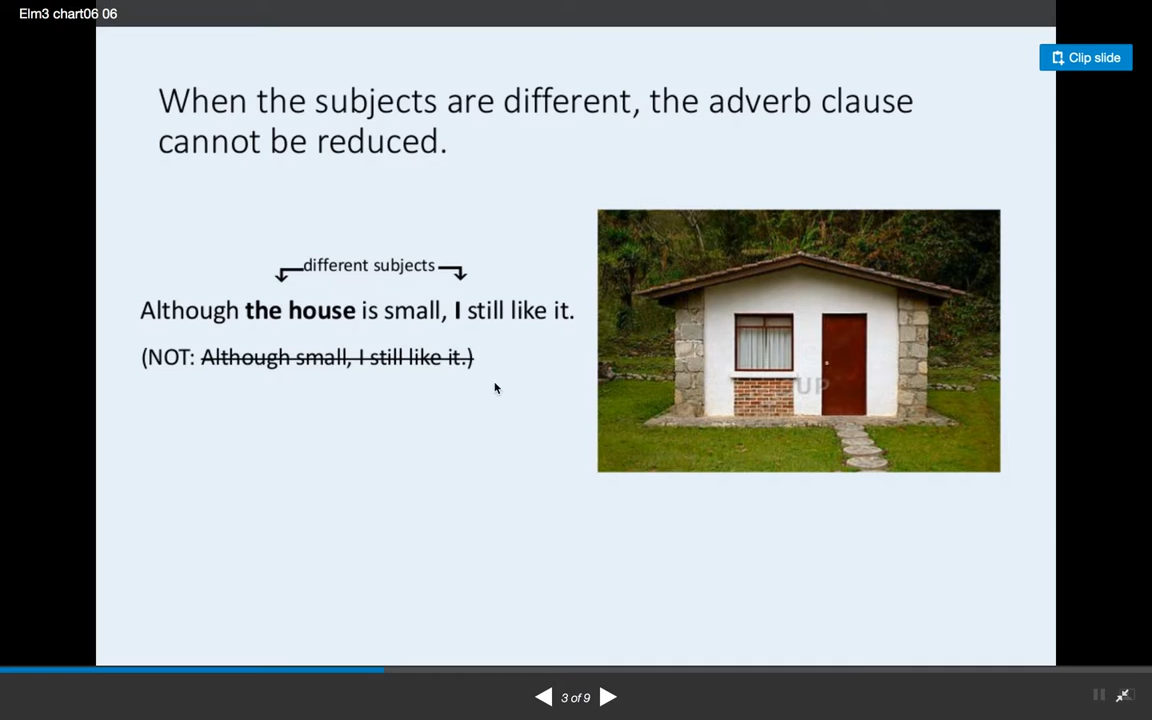 Elm3 chart06 06
Clip slide
When the subjects are different, the adverb clause
cannot be reduced.
different subjects
Although the house is small, I still like it.
(NOT: Although small, I still like it.)
UP
3 of 9